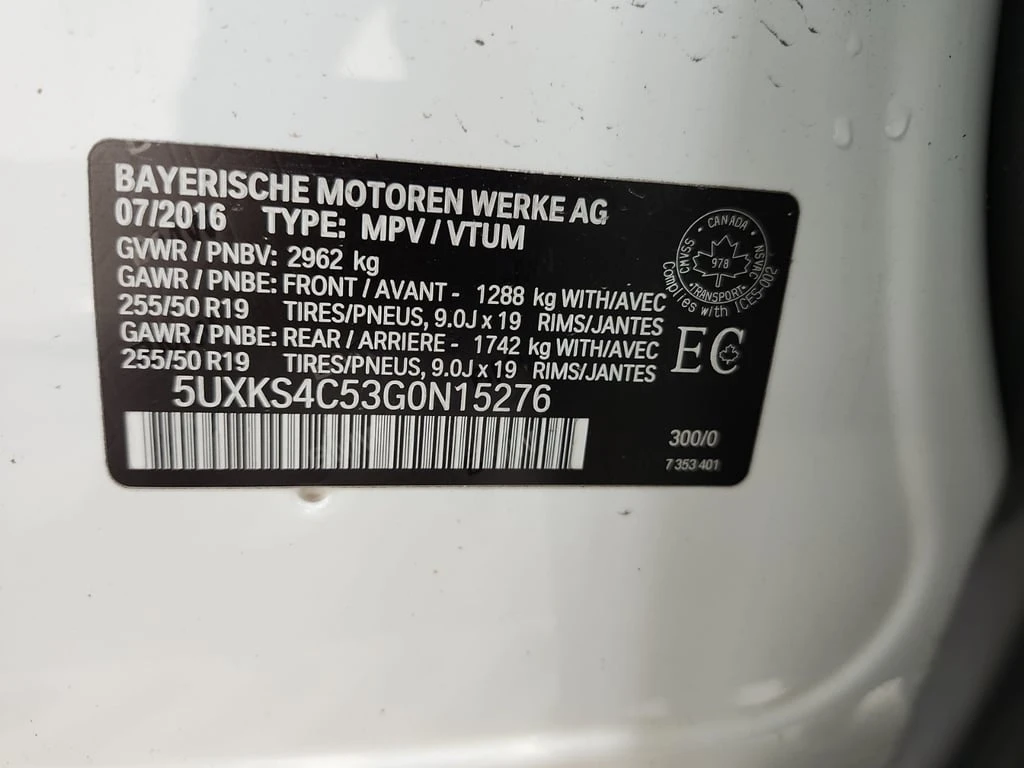 BAYERISCHE MOTOREN WERKE AG
07/2016 TYPE: MPV / VTUM
GVWR / PNBV: 2962 kg
GAWR / PNBE: FRONT / AVANT - 1288 kg WITH/AVEC
255/50 R19 TIRES/PNEUS, 9.0J x 19 RIMS/JANTES
GAWR / PNBE: REAR / ARRIERE - 1742 kg WITH/AVEC
255/50 R19 TIRES/PNEUS, 9.0J x 19 RIMS/JANTES
5UXKS4C53G0N15276
CANADA
CMVSS
NSVAC
978
TRANSPORT
Complies with ICES-002
EC
300/0
7 353 401